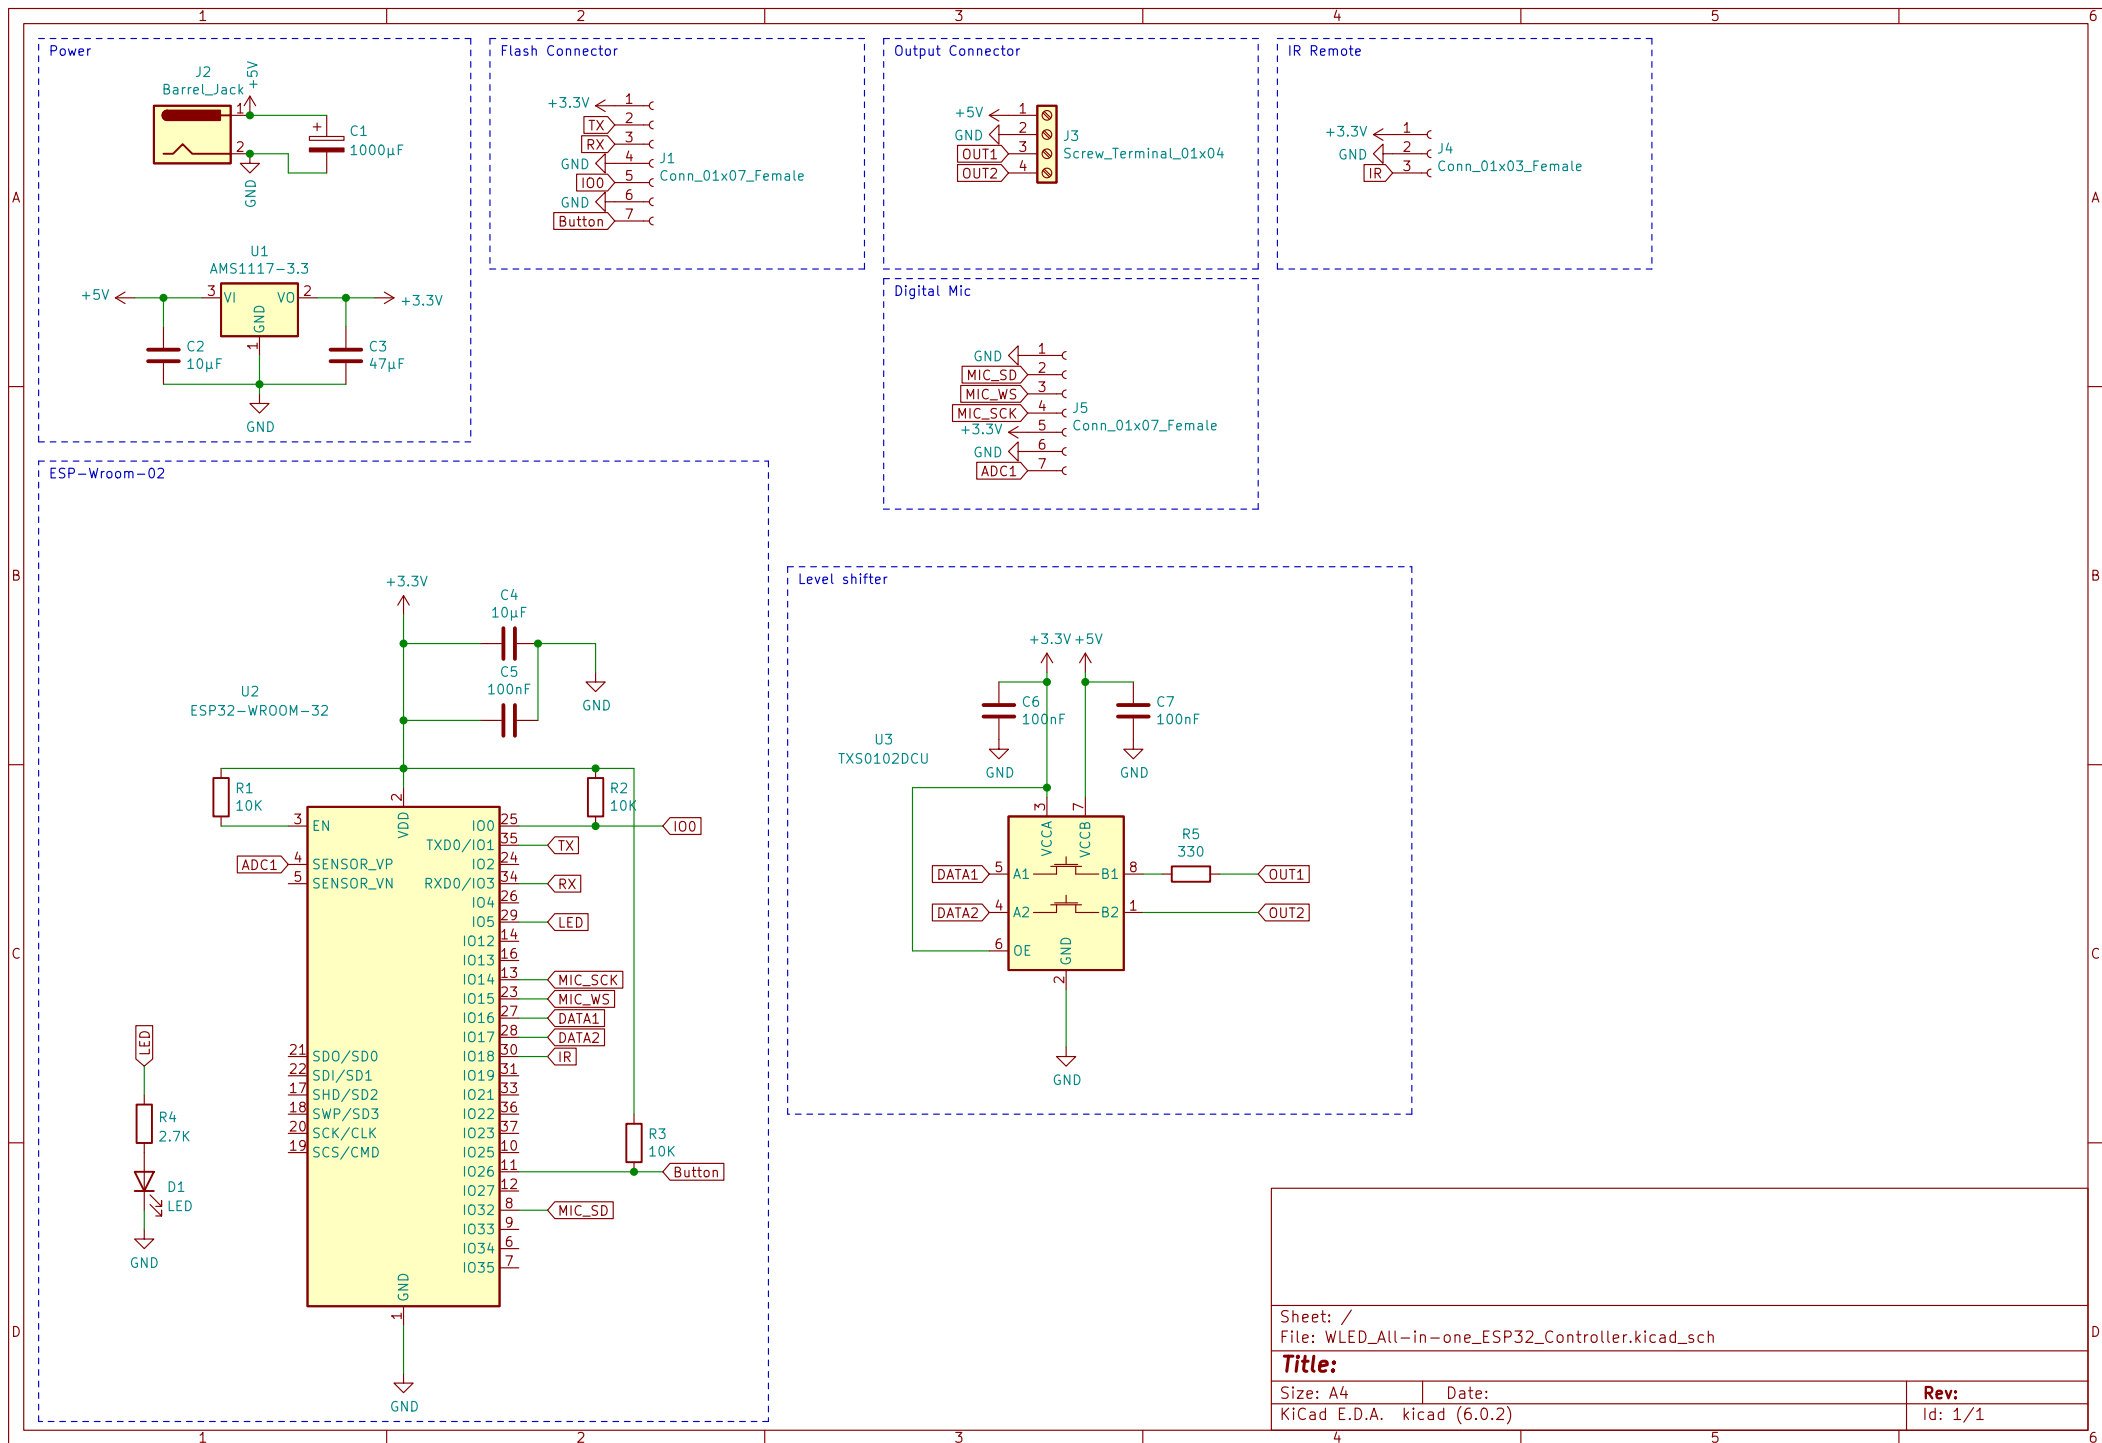 1 2 3 4 5 6
A
B
C
D
A
B
C
D
1 2 3 4 5 6
Power
J2
Barrel_Jack
+5V
1
2
GND
C1
1000µF
U1
AMS1117-3.3
+5V
3
VI
VO
2
+3.3V
GND
1
C2
10µF
C3
47µF
GND
Flash Connector
+3.3V 1
TX 2
RX 3
GND 4
IO0 5
GND 6
Button 7
J1
Conn_01x07_Female
Output Connector
+5V 1
GND 2
OUT1 3
OUT2 4
J3
Screw_Terminal_01x04
IR Remote
+3.3V 1
GND 2
IR 3
J4
Conn_01x03_Female
Digital Mic
GND 1
MIC_SD 2
MIC_WS 3
MIC_SCK 4
+3.3V 5
GND 6
ADC1 7
J5
Conn_01x07_Female
ESP-Wroom-02
+3.3V
C4
10µF
C5
100nF
GND
U2
ESP32-WROOM-32
R1
10K
R2
10K
2
VDD
3 EN
ADC1 4 SENSOR_VP
5 SENSOR_VN
21 SDO/SD0
22 SDI/SD1
17 SHD/SD2
18 SWP/SD3
20 SCK/CLK
19 SCS/CMD
IO0 25 IO0
TXD0/IO1 35 TX
IO2 24
RXD0/IO3 34 RX
IO4 26
IO5 29 LED
IO12 14
IO13 16
IO14 13 MIC_SCK
IO15 23 MIC_WS
IO16 27 DATA1
IO17 28 DATA2
IO18 30 IR
IO19 31
IO21 33
IO22 36
IO23 37
IO25 10
IO26 11 Button
IO27 12
IO32 8 MIC_SD
IO33 9
IO34 6
IO35 7
GND
1
GND
R3
10K
LED
R4
2.7K
D1
LED
GND
Level shifter
+3.3V +5V
C6
100nF
GND
C7
100nF
GND
U3
TXS0102DCU
3
VCCA
7
VCCB
DATA1 5 A1
DATA2 4 A2
6 OE
B1 8
B2 1
GND
2
GND
R5
330
OUT1
OUT2
Sheet: /
File: WLED_All-in-one_ESP32_Controller.kicad_sch
Title:
Size: A4 Date: Rev:
KiCad E.D.A. kicad (6.0.2) Id: 1/1